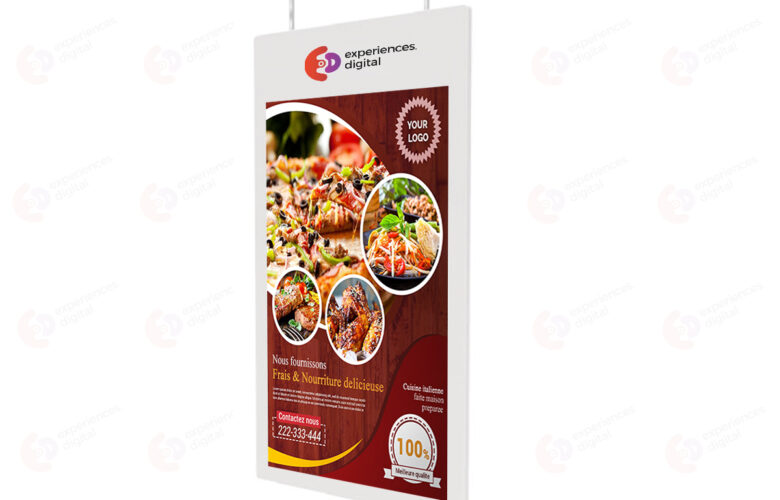 experiences.
digital
YOUR
LOGO
Nous fournissons
Frais & Nourriture delicieuse
Contactez nous
222-333-444
Cuisine italienne
faite maison
preparee
100%
Meilleure qualite